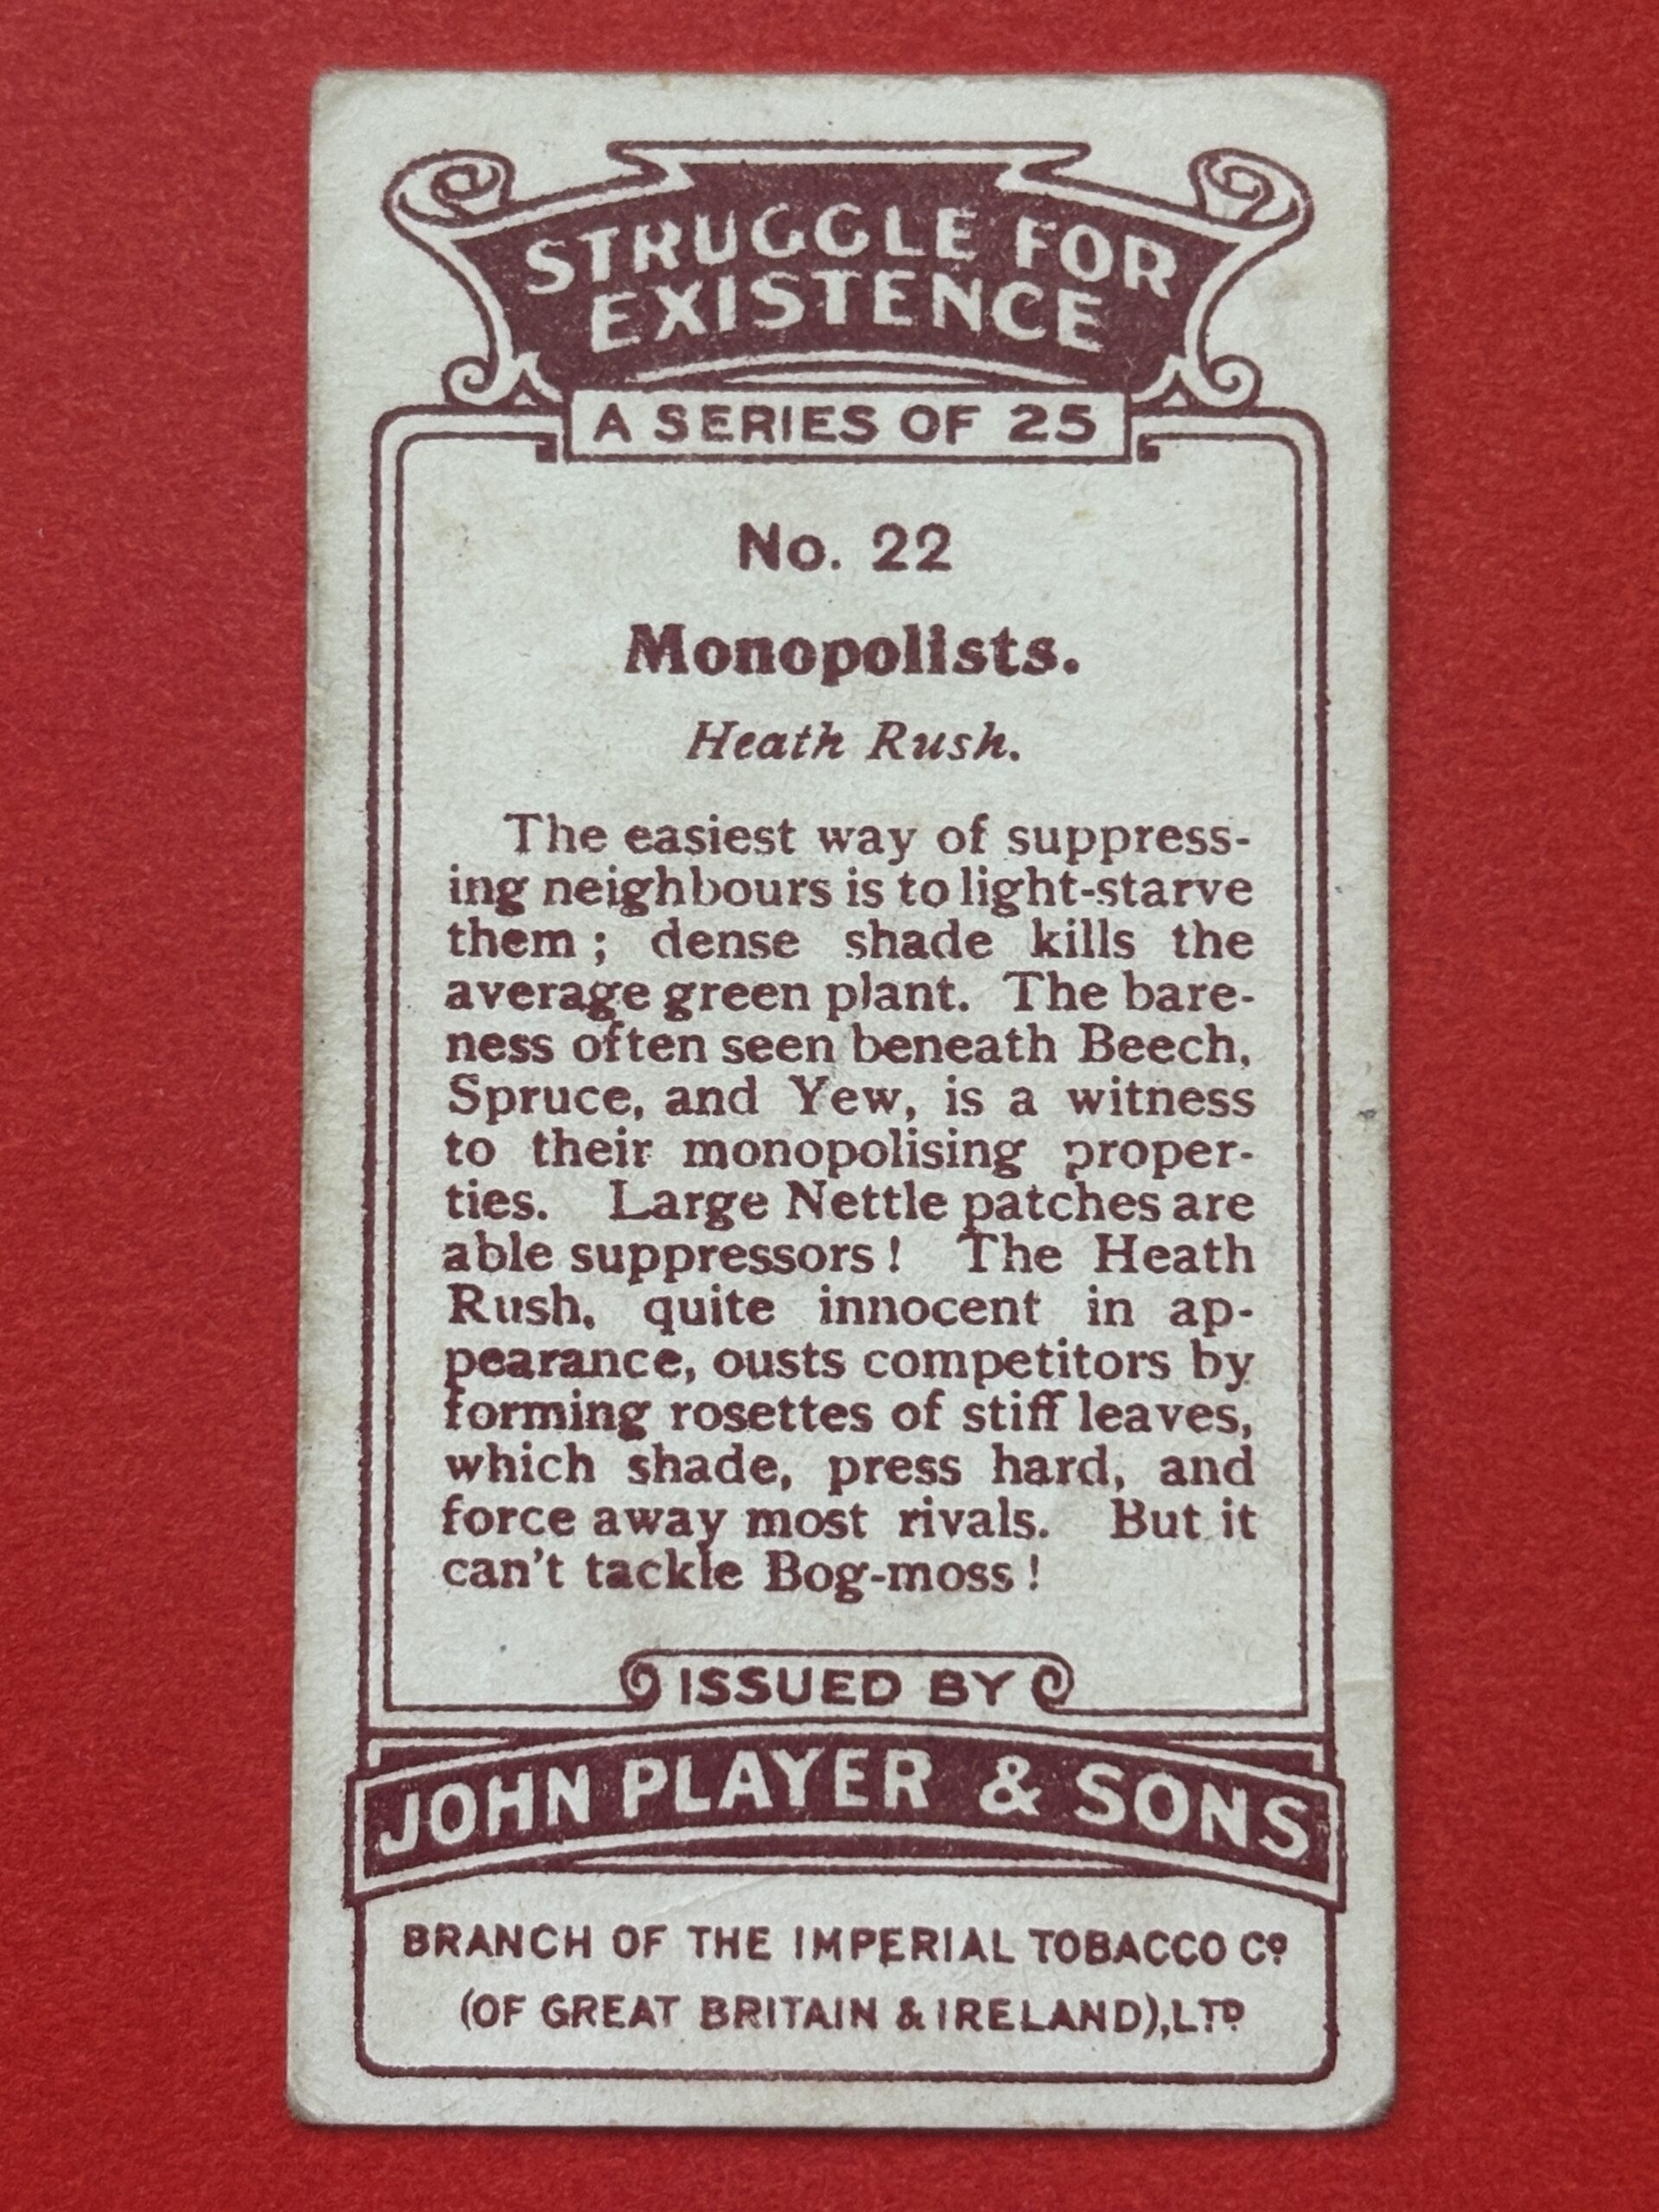 STRUGGLE FOR
EXISTENCE
A SERIES OF 25
No. 22
Monopolists.
Heath Rush.
The easiest way of suppress-
ing neighbours is to light-starve
them ; dense shade kills the
average green plant. The bare-
ness often seen beneath Beech,
Spruce, and Yew, is a witness
to their monopolising proper-
ties. Large Nettle patches are
able suppressors ! The Heath
Rush, quite innocent in ap-
pearance, ousts competitors by
forming rosettes of stiff leaves,
which shade, press hard, and
force away most rivals. But it
can't tackle Bog-moss !
ISSUED BY
JOHN PLAYER & SONS
BRANCH OF THE IMPERIAL TOBACCO Cº
(OF GREAT BRITAIN & IRELAND), LTD